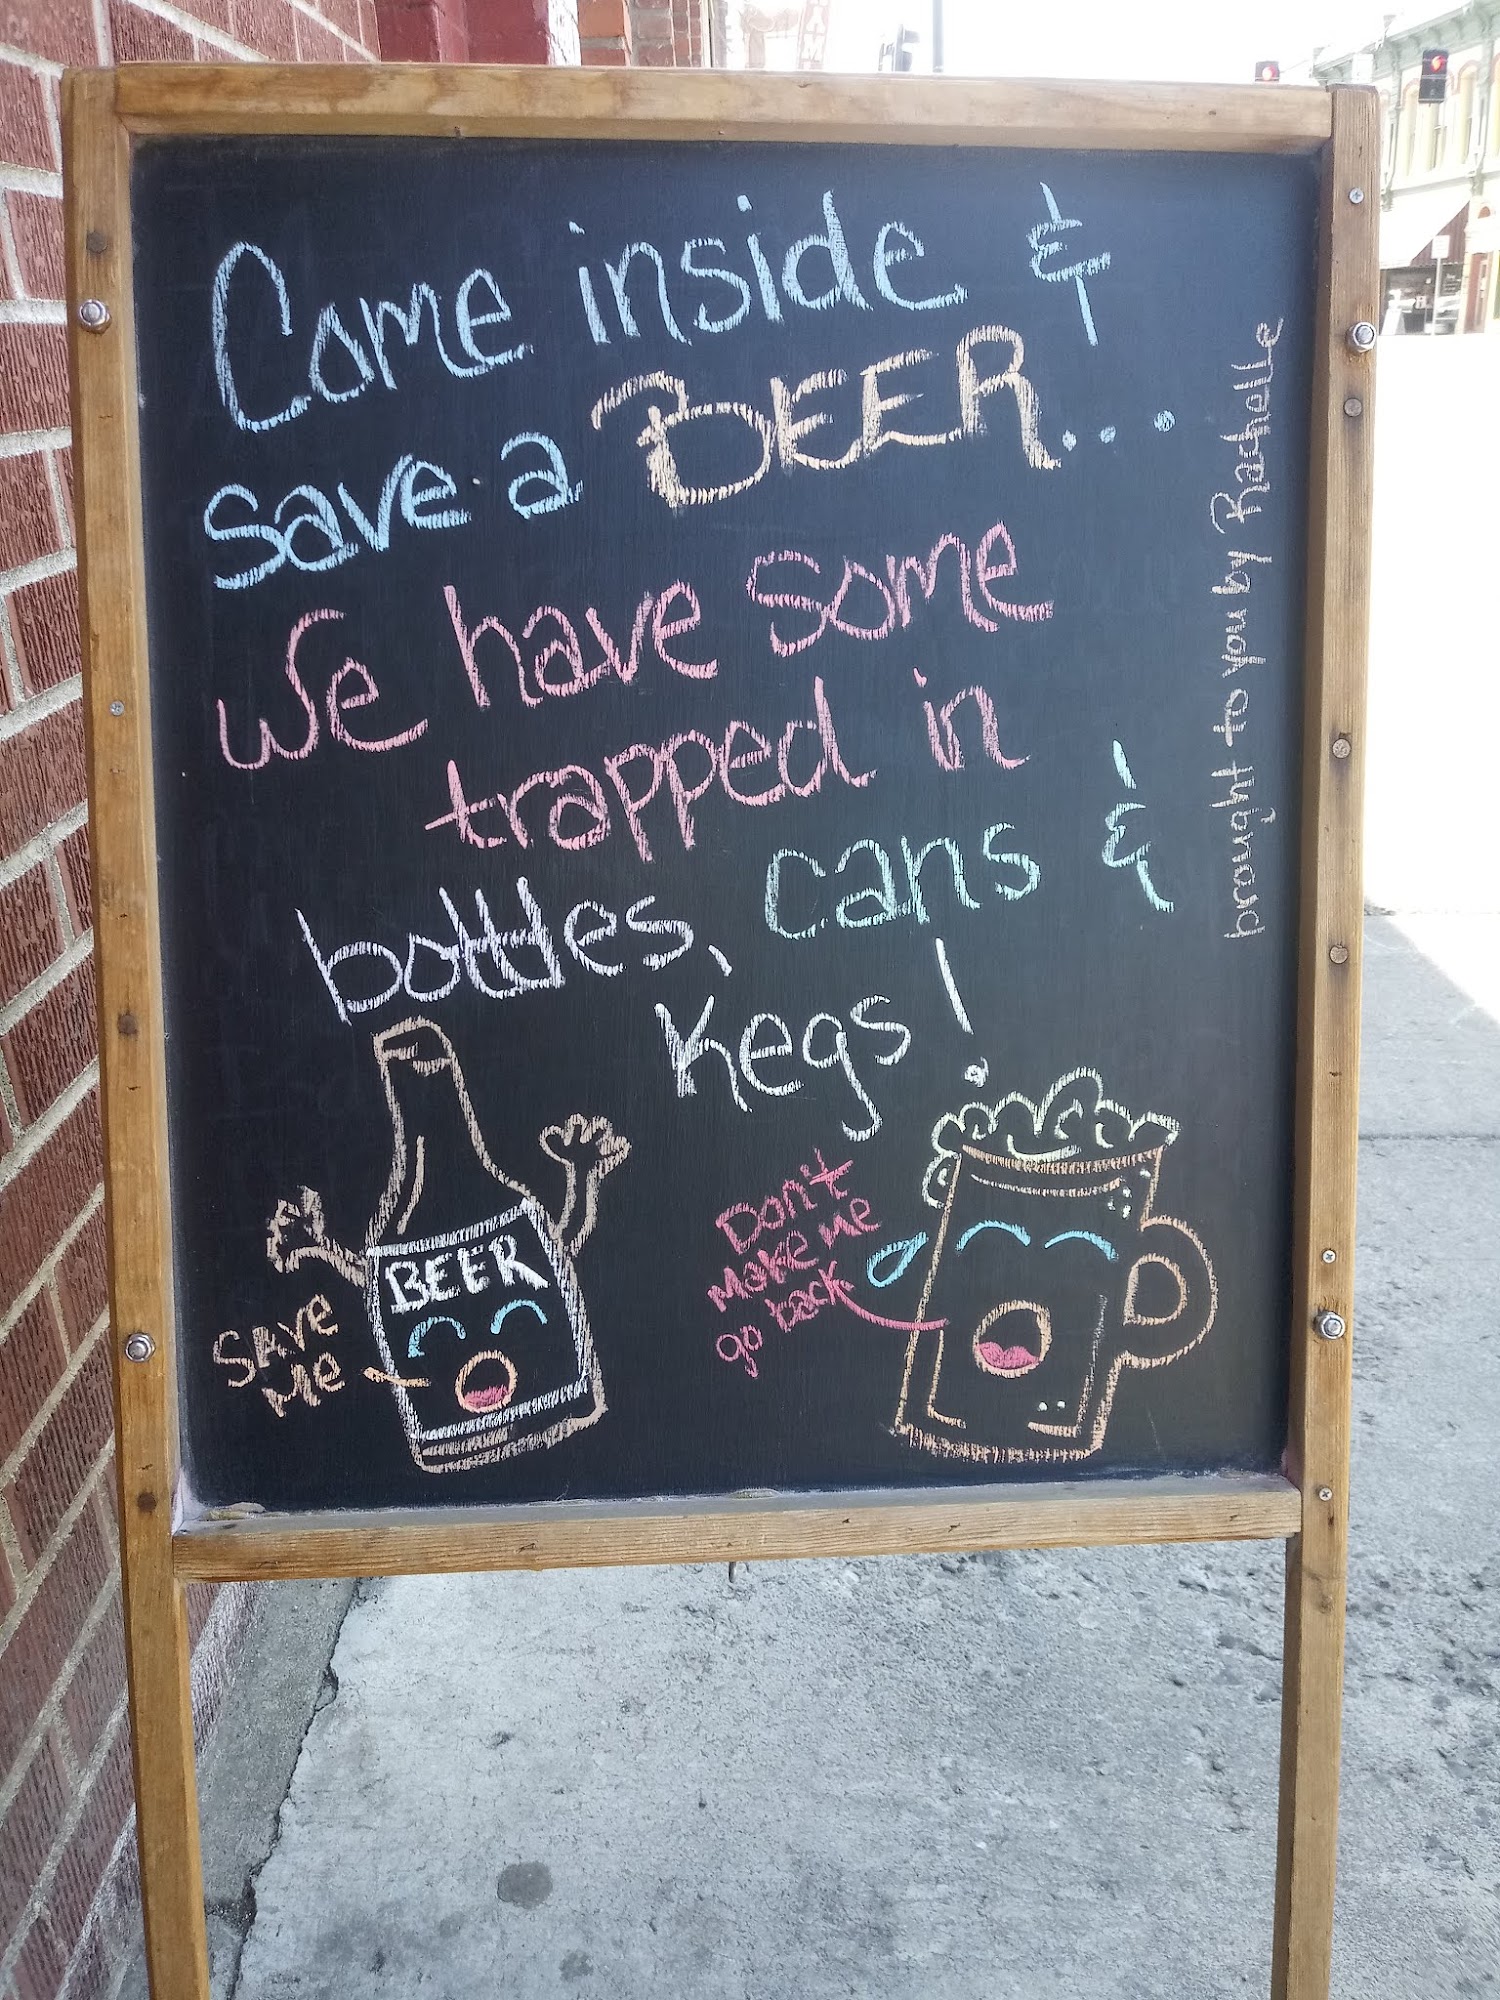 Come inside &
save a BEER...
We have some
trapped in
bottles, cans &
Kegs!
brought to you by Rashelle
BEER
SAVE
Me
Don't
make me
go back